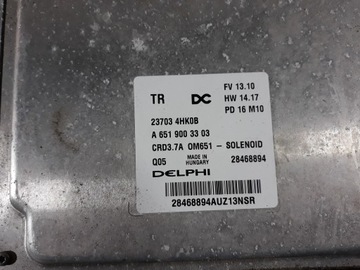 TR DC FV 13.10
HW 14.17
23703 4HK0B PD 16 M10
A 651 900 33 03
CRD3.7A OM651 - SOLENOID
Q05 MADE IN HUNGARY 28468894
DELPHI
28468894AUZ13NSR